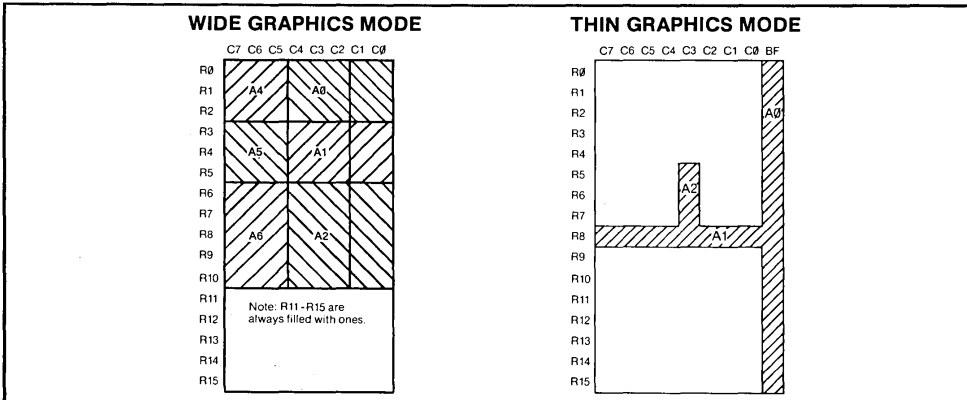 WIDE GRAPHICS MODE
C7 C6 C5 C4 C3 C2 C1 CØ
RØ
R1
R2
R3
R4
R5
R6
R7
R8
R9
R10
R11
R12
R13
R14
R15
A4
AØ
A5
A1
A6
A2
Note: R11-R15 are
always filled with ones.
THIN GRAPHICS MODE
C7 C6 C5 C4 C3 C2 C1 CØ BF
RØ
R1
R2
R3
R4
R5
R6
R7
R8
R9
R10
R11
R12
R13
R14
R15
AØ
A2
A1